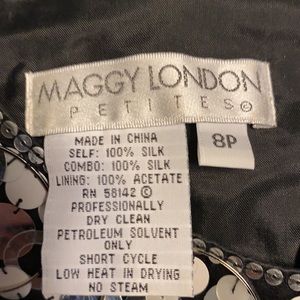 MAGGY LONDON
PETITES©
8P
MADE IN CHINA
SELF: 100% SILK
COMBO: 100% SILK
LINING: 100% ACETATE
RN 58142 ©
PROFESSIONALLY
DRY CLEAN
PETROLEUM SOLVENT
ONLY
SHORT CYCLE
LOW HEAT IN DRYING
NO STEAM